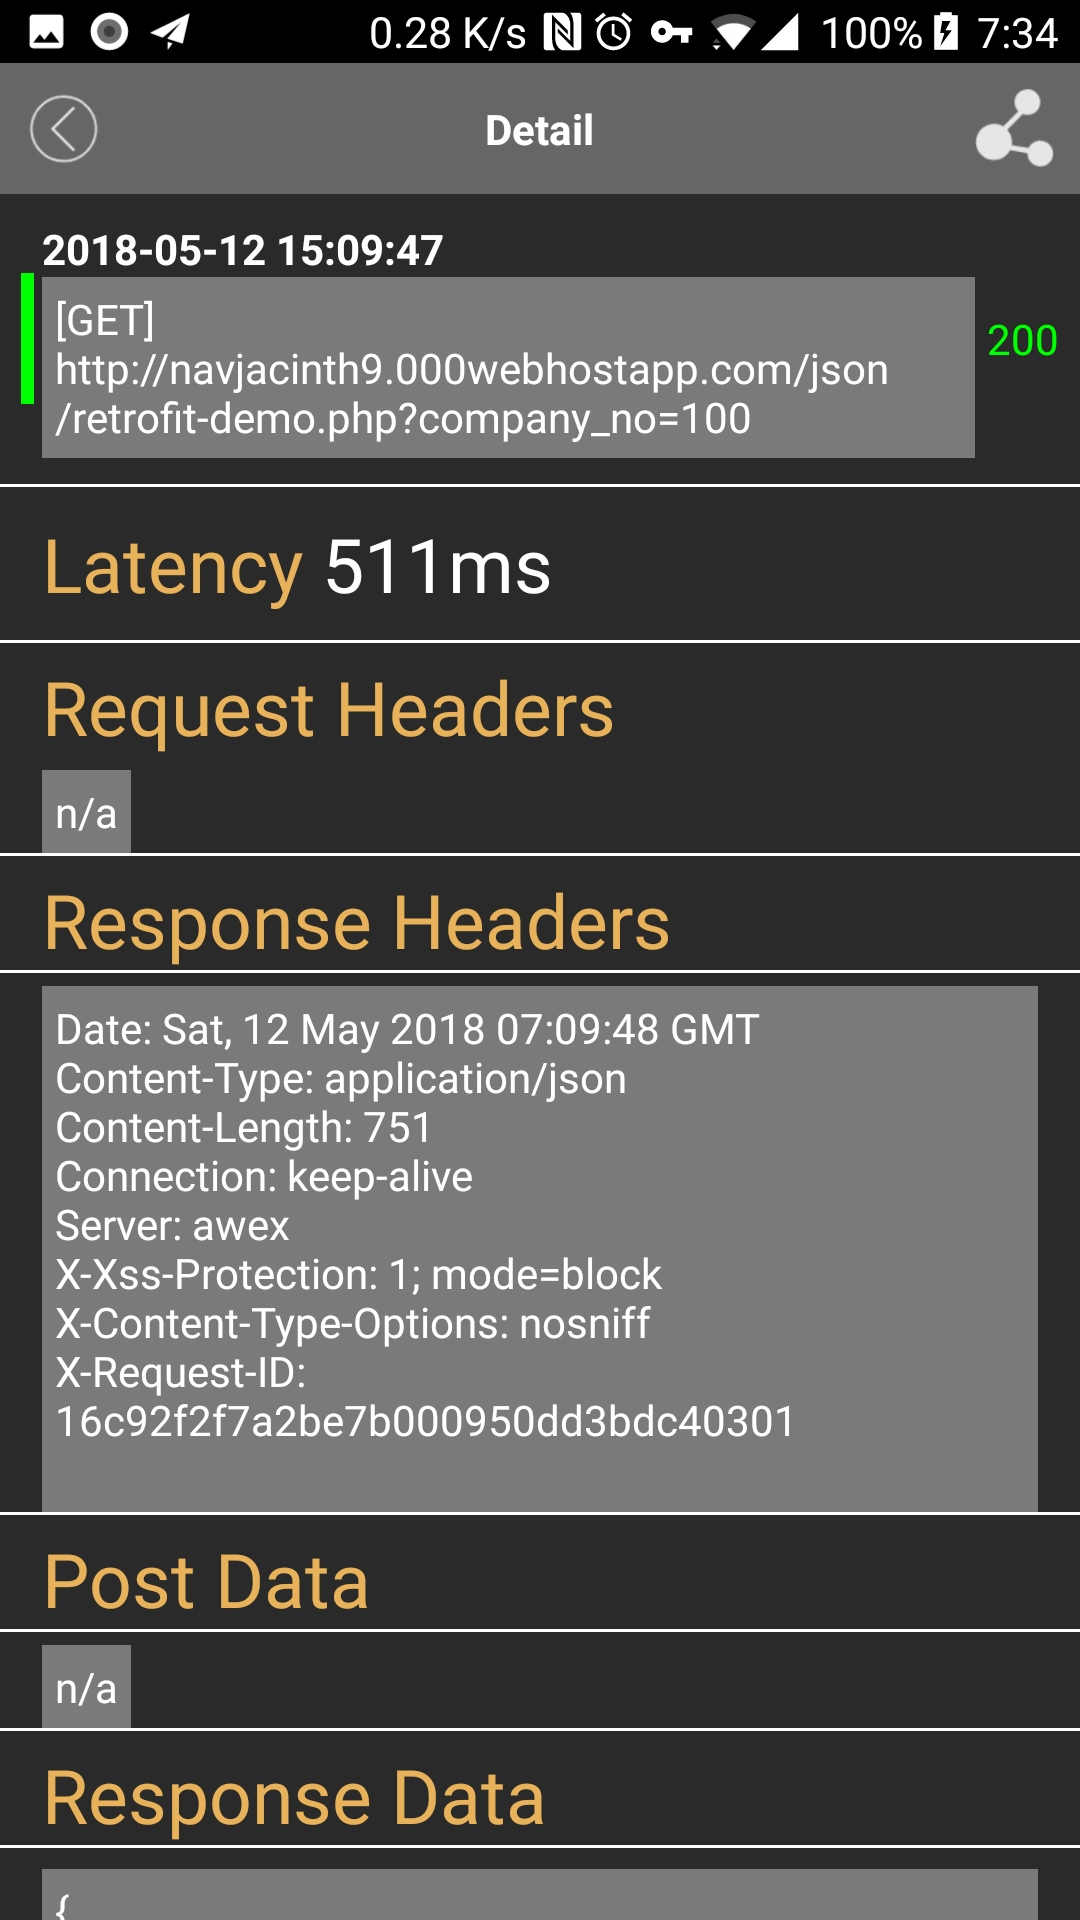 0.28 K/s 100% 7:34
Detail
2018-05-12 15:09:47
[GET]
http://navjacinth9.000webhostapp.com/json
/retrofit-demo.php?company_no=100
200
Latency 511ms
Request Headers
n/a
Response Headers
Date: Sat, 12 May 2018 07:09:48 GMT
Content-Type: application/json
Content-Length: 751
Connection: keep-alive
Server: awex
X-Xss-Protection: 1; mode=block
X-Content-Type-Options: nosniff
X-Request-ID:
16c92f2f7a2be7b000950dd3bdc40301
Post Data
n/a
Response Data
{